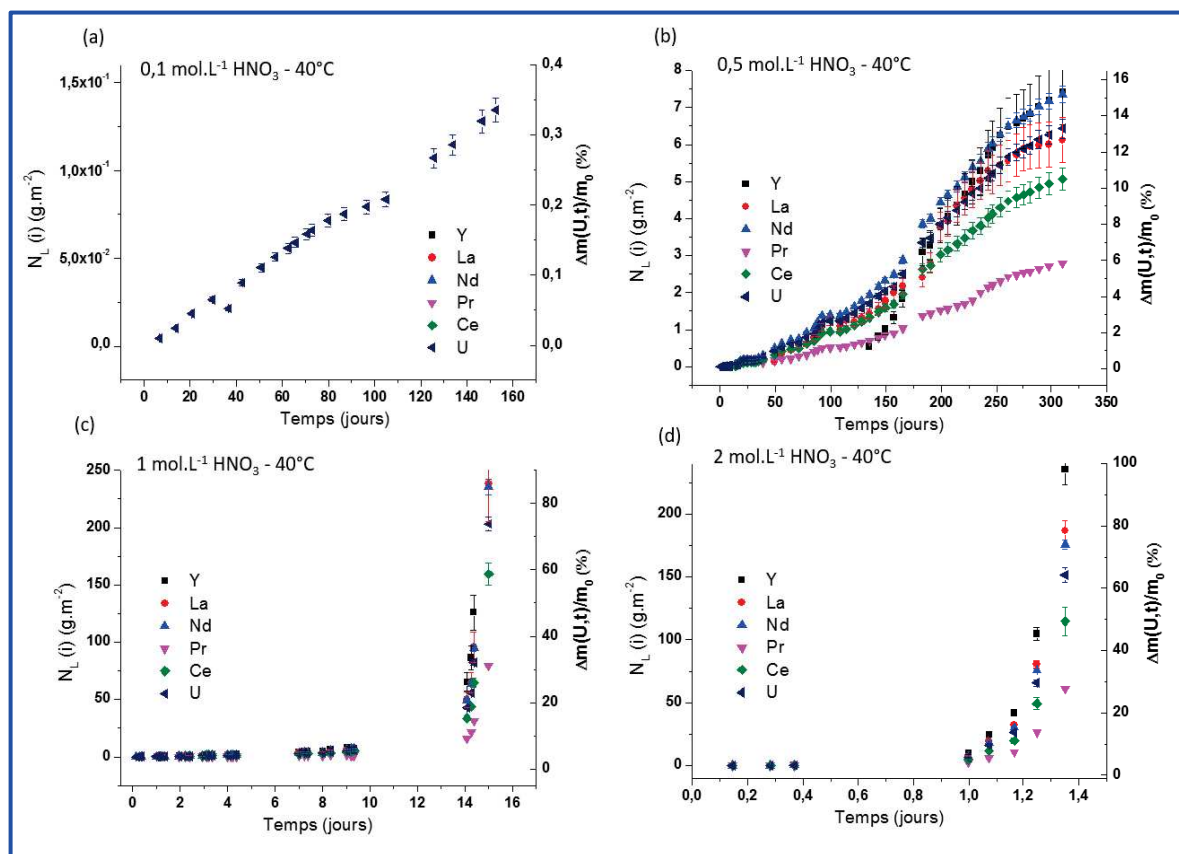 (a)
0,1 mol.L⁻¹ HNO₃ - 40°C
N_L (i) (g.m⁻²)
1,5x10⁻¹
1,0x10⁻¹
5,0x10⁻²
0,0
0 20 40 60 80 100 120 140 160
Temps (jours)
0,4
0,3
0,2
0,1
0,0
Δm(U,t)/m₀ (%)
Y
La
Nd
Pr
Ce
U
(b)
0,5 mol.L⁻¹ HNO₃ - 40°C
N_L (i) (g.m⁻²)
8
7
6
5
4
3
2
1
0
0 50 100 150 200 250 300 350
Temps (jours)
16
14
12
10
8
6
4
2
0
Δm(U,t)/m₀ (%)
Y
La
Nd
Pr
Ce
U
(c)
1 mol.L⁻¹ HNO₃ - 40°C
N_L (i) (g.m⁻²)
250
200
150
100
50
0
0 2 4 6 8 10 12 14 16
Temps (jours)
80
60
40
20
0
Δm(U,t)/m₀ (%)
Y
La
Nd
Pr
Ce
U
(d)
2 mol.L⁻¹ HNO₃ - 40°C
N_L (i) (g.m⁻²)
200
150
100
50
0
0,0 0,2 0,4 0,6 0,8 1,0 1,2 1,4
Temps (jours)
100
80
60
40
20
0
Δm(U,t)/m₀ (%)
Y
La
Nd
Pr
Ce
U